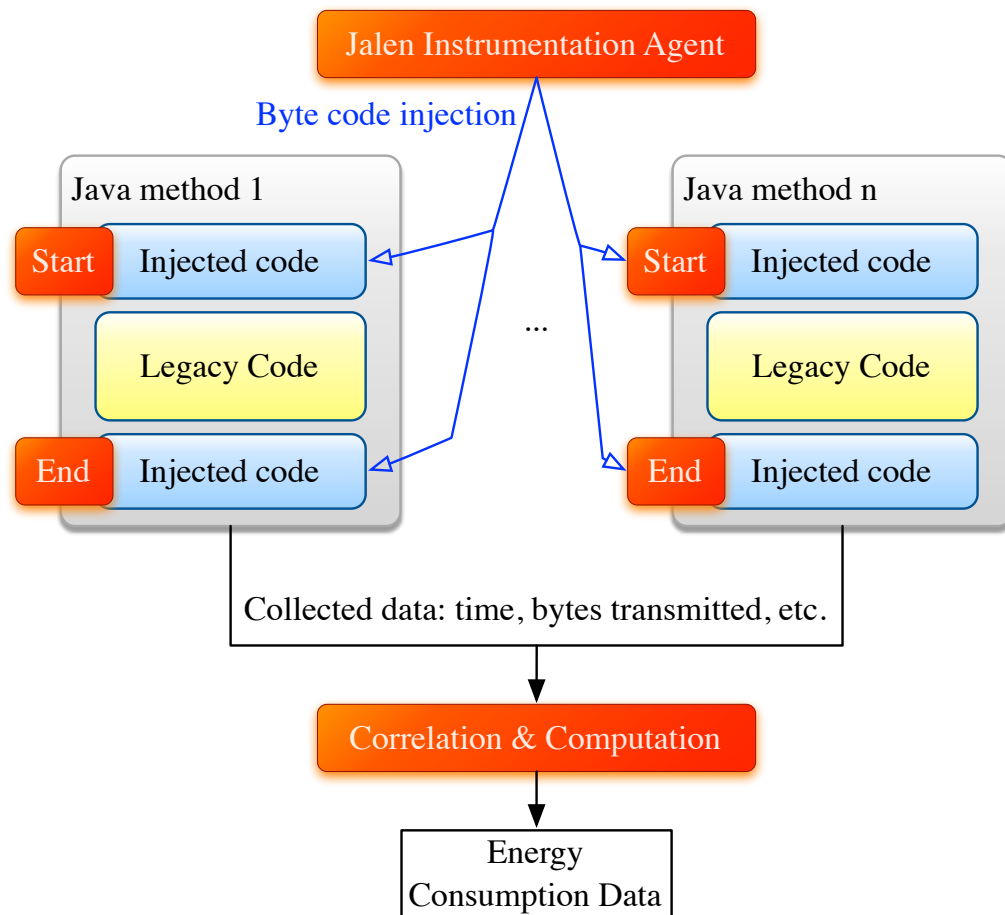 Jalen Instrumentation Agent
Byte code injection
Java method 1
Start
Injected code
Legacy Code
End
Injected code
...
Java method n
Start
Injected code
Legacy Code
End
Injected code
Collected data: time, bytes transmitted, etc.
Correlation & Computation
Energy
Consumption Data